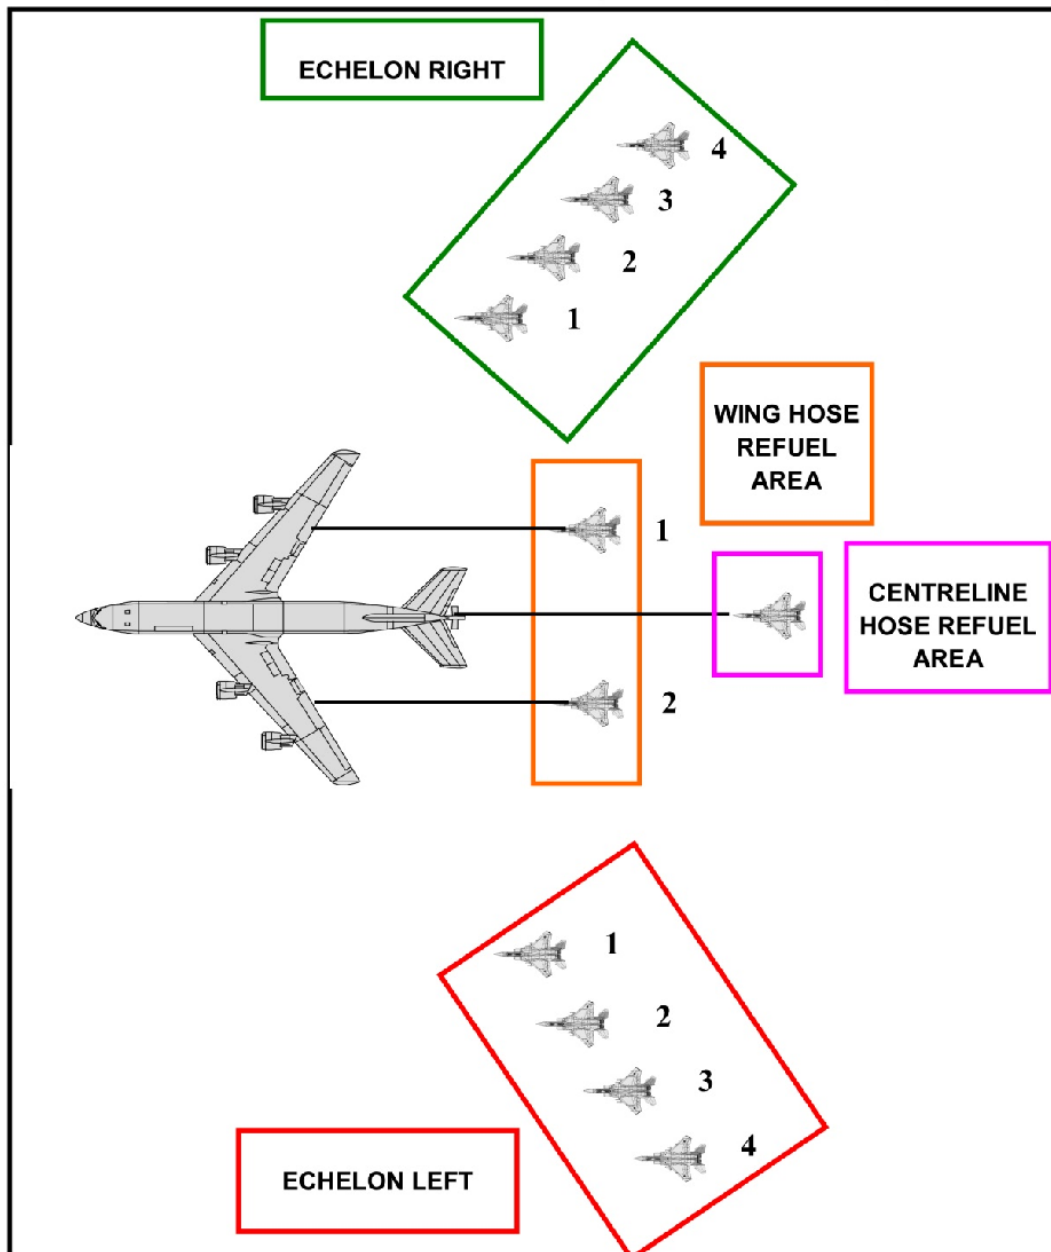 ECHELON RIGHT
4
3
2
1
WING HOSE
REFUEL
AREA
1
CENTRELINE
HOSE REFUEL
AREA
2
1
2
3
4
ECHELON LEFT